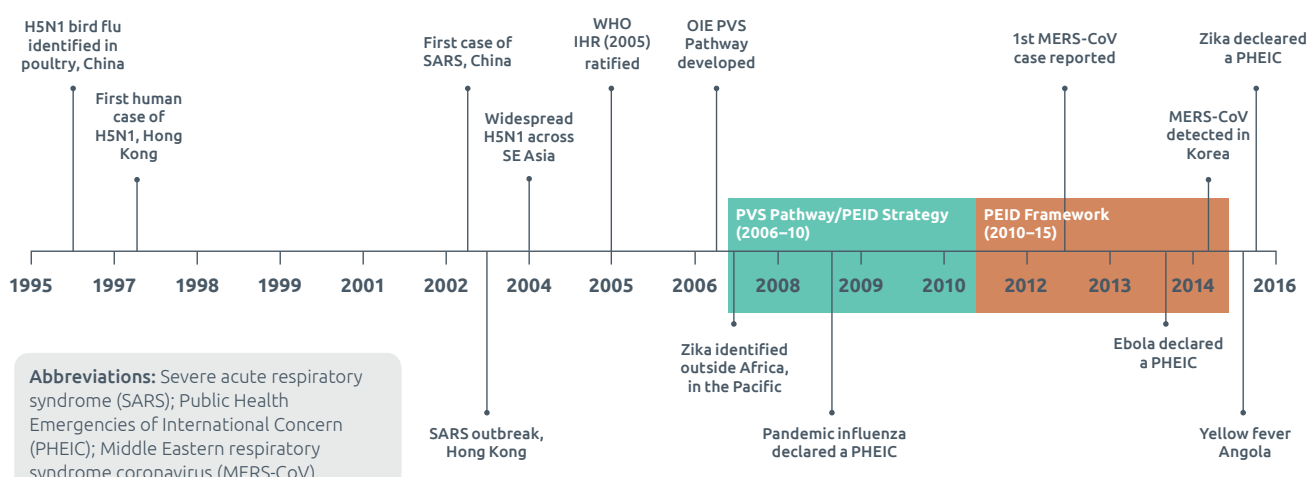 H5N1 bird flu
identified in
poultry, China
First human
case of
H5N1, Hong
Kong
First case of
SARS, China
Widespread
H5N1 across
SE Asia
WHO
IHR (2005)
ratified
OIE PVS
Pathway
developed
1st MERS-CoV
case reported
MERS-CoV
detected in
Korea
Zika decleared
a PHEIC
PVS Pathway/PEID Strategy
(2006–10)
PEID Framework
(2010–15)
1995 1997 1998 1999 2001 2002 2004 2005 2006 2008 2009 2010 2012 2013 2014 2016
Zika identified
outside Africa,
in the Pacific
Ebola declared
a PHEIC
SARS outbreak,
Hong Kong
Pandemic influenza
declared a PHEIC
Yellow fever
Angola
Abbreviations: Severe acute respiratory
syndrome (SARS); Public Health
Emergencies of International Concern
(PHEIC); Middle Eastern respiratory
syndrome coronavirus (MERS-CoV)